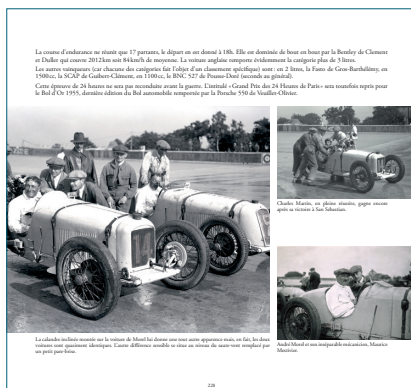 La course d'endurance ne réunit que 17 partants, le départ en est donné à 18h. Elle est dominée de bout en bout par la Bentley de Clement
et Duller qui couvre 2012km soit 84km/h de moyenne. La voiture anglaise remporte évidemment la catégorie plus de 3 litres.
Les autres vainqueurs (car chacune des catégories fait l'objet d'un classement spécifique) sont : en 2 litres, la Fasto de Gros-Barthélémy, en
1500cc, la SCAP de Guibert-Clément, en 1100cc, le BNC 527 de Pousse-Doré (seconds au général).
Cette épreuve de 24 heures ne sera pas reconduite avant la guerre. L'intitulé « Grand Prix des 24 Heures de Paris » sera toutefois repris pour
le Bol d'Or 1955, dernière édition du Bol automobile remportée par la Porsche 550 de Veuillet-Olivier.
Charles Martin, en pleine réussite, gagne encore
après sa victoire à San Sebastian.
La calandre inclinée montée sur la voiture de Morel lui donne une tout autre apparence mais, en fait, les deux
voitures sont quasiment identiques. L'autre différence sensible se situe au niveau du saute-vent remplacé par
un petit pare-brise.
André Morel et son inséparable mécanicien, Maurice
Mestivier.
228